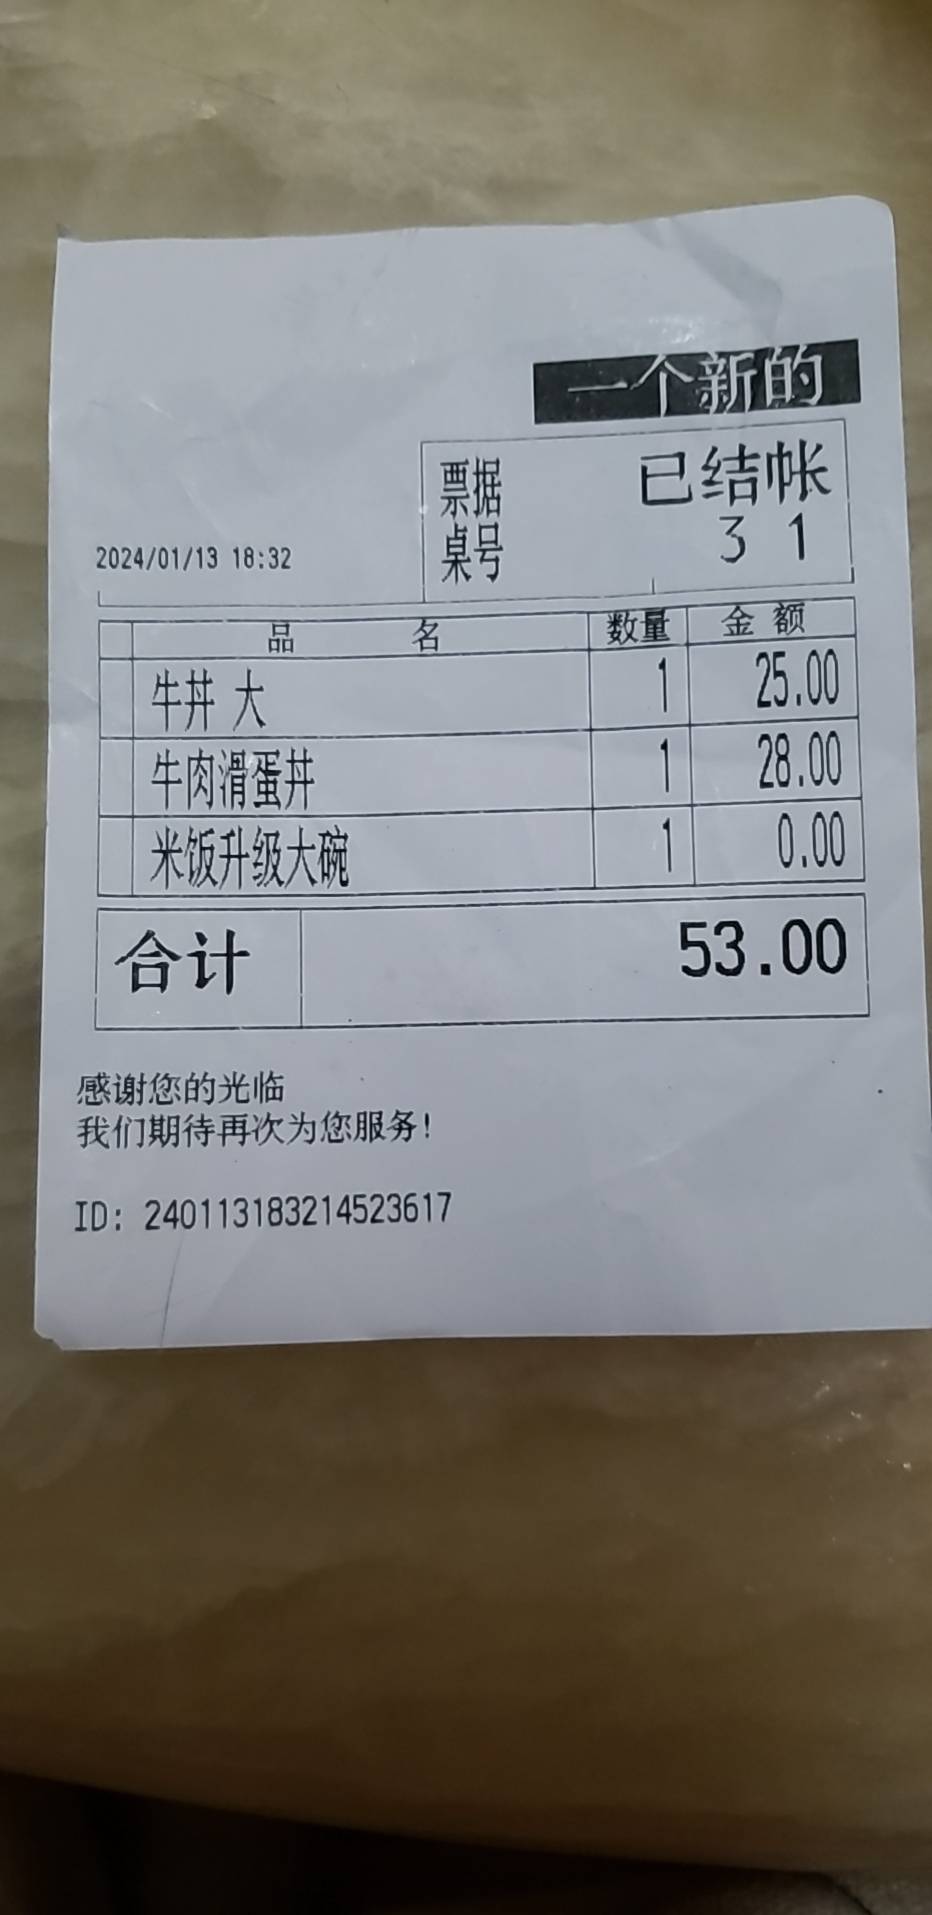 一个新的
票据 已结帐
桌号 31
2024/01/13 18:32
品 名 数量 金额
牛丼 大 1 25.00
牛肉滑蛋丼 1 28.00
米饭升级大碗 1 0.00
合计 53.00
感谢您的光临
我们期待再次为您服务!
ID: 240113183214523617